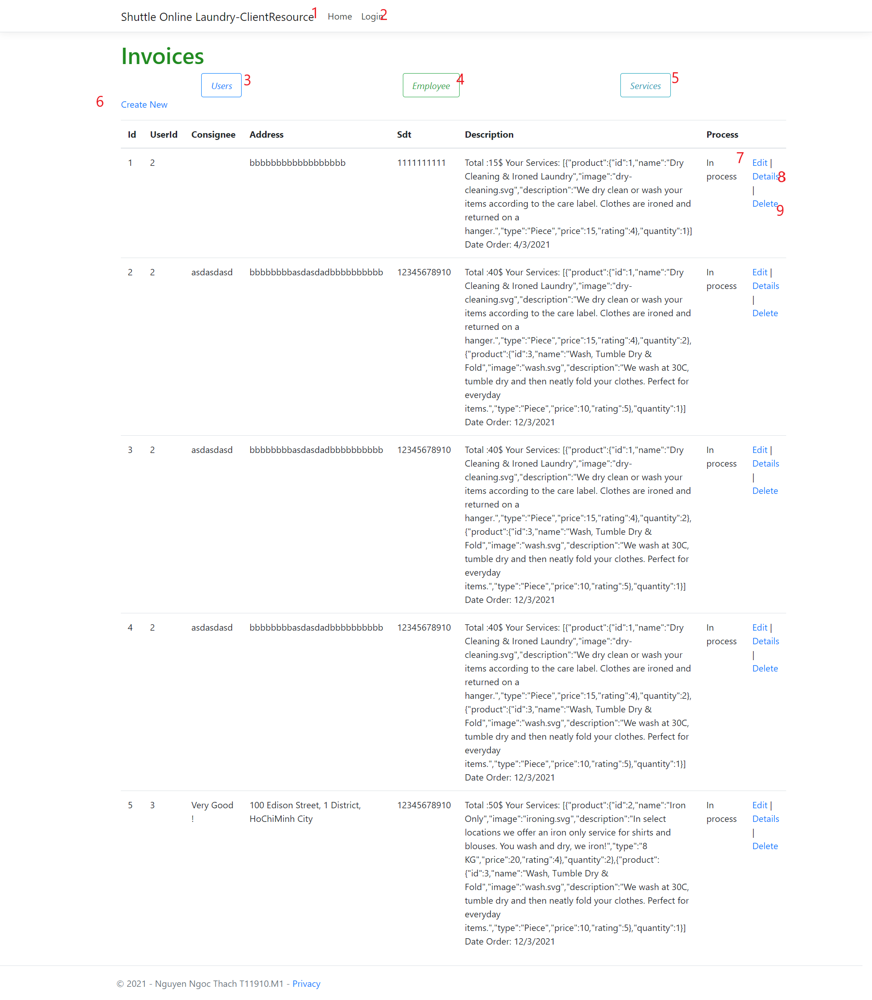 Shuttle Online Laundry-ClientResource 1 Home Login 2
Invoices
Users 3 Employee 4 Services 5
6 Create New
Id UserId Consignee Address Sdt Description Process
1 2 bbbbbbbbbbbbbbbbbb 1111111111 Total :15$ Your Services: [{"product":{"id":1,"name":"Dry In 7 Edit |
Cleaning & Ironed Laundry","image":"dry- process Details 8
cleaning.svg","description":"We dry clean or wash your |
items according to the care label. Clothes are ironed and Delete 9
returned on a
hanger.","type":"Piece","price":15,"rating":4},"quantity":1}]
Date Order: 4/3/2021
2 2 asdasdasd bbbbbbbbbasdasdadbbbbbbbbbb 12345678910 Total :40$ Your Services: [{"product":{"id":1,"name":"Dry In Edit |
Cleaning & Ironed Laundry","image":"dry- process Details
cleaning.svg","description":"We dry clean or wash your |
items according to the care label. Clothes are ironed and Delete
returned on a
hanger.","type":"Piece","price":15,"rating":4},"quantity":2},
{"product":{"id":3,"name":"Wash, Tumble Dry &
Fold","image":"wash.svg","description":"We wash at 30C,
tumble dry and then neatly fold your clothes. Perfect for
everyday
items.","type":"Piece","price":10,"rating":5},"quantity":1}]
Date Order: 12/3/2021
3 2 asdasdasd bbbbbbbbbasdasdadbbbbbbbbbb 12345678910 Total :40$ Your Services: [{"product":{"id":1,"name":"Dry In Edit |
Cleaning & Ironed Laundry","image":"dry- process Details
cleaning.svg","description":"We dry clean or wash your |
items according to the care label. Clothes are ironed and Delete
returned on a
hanger.","type":"Piece","price":15,"rating":4},"quantity":2},
{"product":{"id":3,"name":"Wash, Tumble Dry &
Fold","image":"wash.svg","description":"We wash at 30C,
tumble dry and then neatly fold your clothes. Perfect for
everyday
items.","type":"Piece","price":10,"rating":5},"quantity":1}]
Date Order: 12/3/2021
4 2 asdasdasd bbbbbbbbbasdasdadbbbbbbbbbb 12345678910 Total :40$ Your Services: [{"product":{"id":1,"name":"Dry In Edit |
Cleaning & Ironed Laundry","image":"dry- process Details
cleaning.svg","description":"We dry clean or wash your |
items according to the care label. Clothes are ironed and Delete
returned on a
hanger.","type":"Piece","price":15,"rating":4},"quantity":2},
{"product":{"id":3,"name":"Wash, Tumble Dry &
Fold","image":"wash.svg","description":"We wash at 30C,
tumble dry and then neatly fold your clothes. Perfect for
everyday
items.","type":"Piece","price":10,"rating":5},"quantity":1}]
Date Order: 12/3/2021
5 3 Very Good 100 Edison Street, 1 District, 12345678910 Total :50$ Your Services: [{"product":{"id":2,"name":"Iron In Edit |
! HoChiMinh City Only","image":"ironing.svg","description":"In select process Details
locations we offer an iron only service for shirts and |
blouses. You wash and dry, we iron!","type":"8 Delete
KG","price":20,"rating":4},"quantity":2},{"product":
{"id":3,"name":"Wash, Tumble Dry &
Fold","image":"wash.svg","description":"We wash at 30C,
tumble dry and then neatly fold your clothes. Perfect for
everyday
items.","type":"Piece","price":10,"rating":5},"quantity":1}]
Date Order: 12/3/2021
© 2021 - Nguyen Ngoc Thach T11910.M1 - Privacy